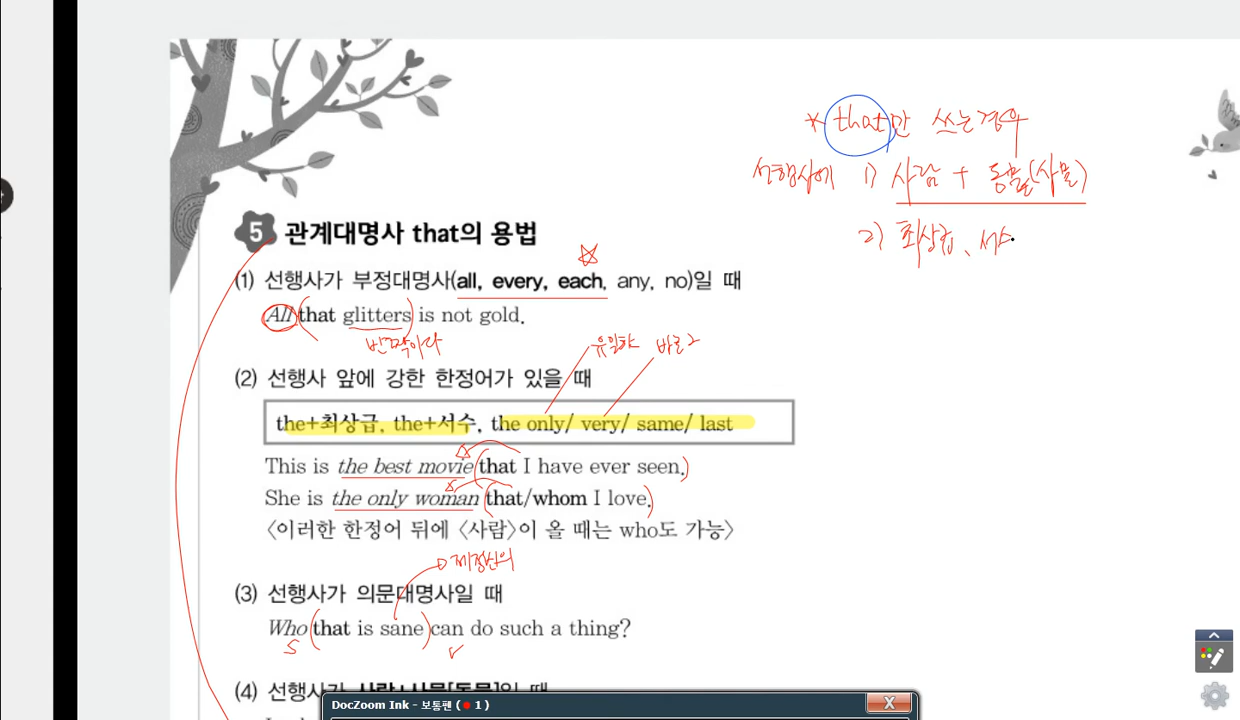 * that만 쓰는경우
선행사에 1) 사람 + 동물(사물)
2) 최상급, 서수
5 관계대명사 that의 용법
(1) 선행사가 부정대명사(all, every, each, any, no)일 때
All that glitters is not gold.
반짝이다
유일한 바로그
(2) 선행사 앞에 강한 한정어가 있을 때
the+최상급, the+서수, the only/ very/ same/ last
This is the best movie that I have ever seen.
She is the only woman that/whom I love.
〈이러한 한정어 뒤에 〈사람〉이 올 때는 who도 가능〉
제정신의
(3) 선행사가 의문대명사일 때
Who that is sane can do such a thing?
S V
(4) 선행사가 사람+사물[동물]일 때
DocZoom Ink - 보통펜 ( 1 )